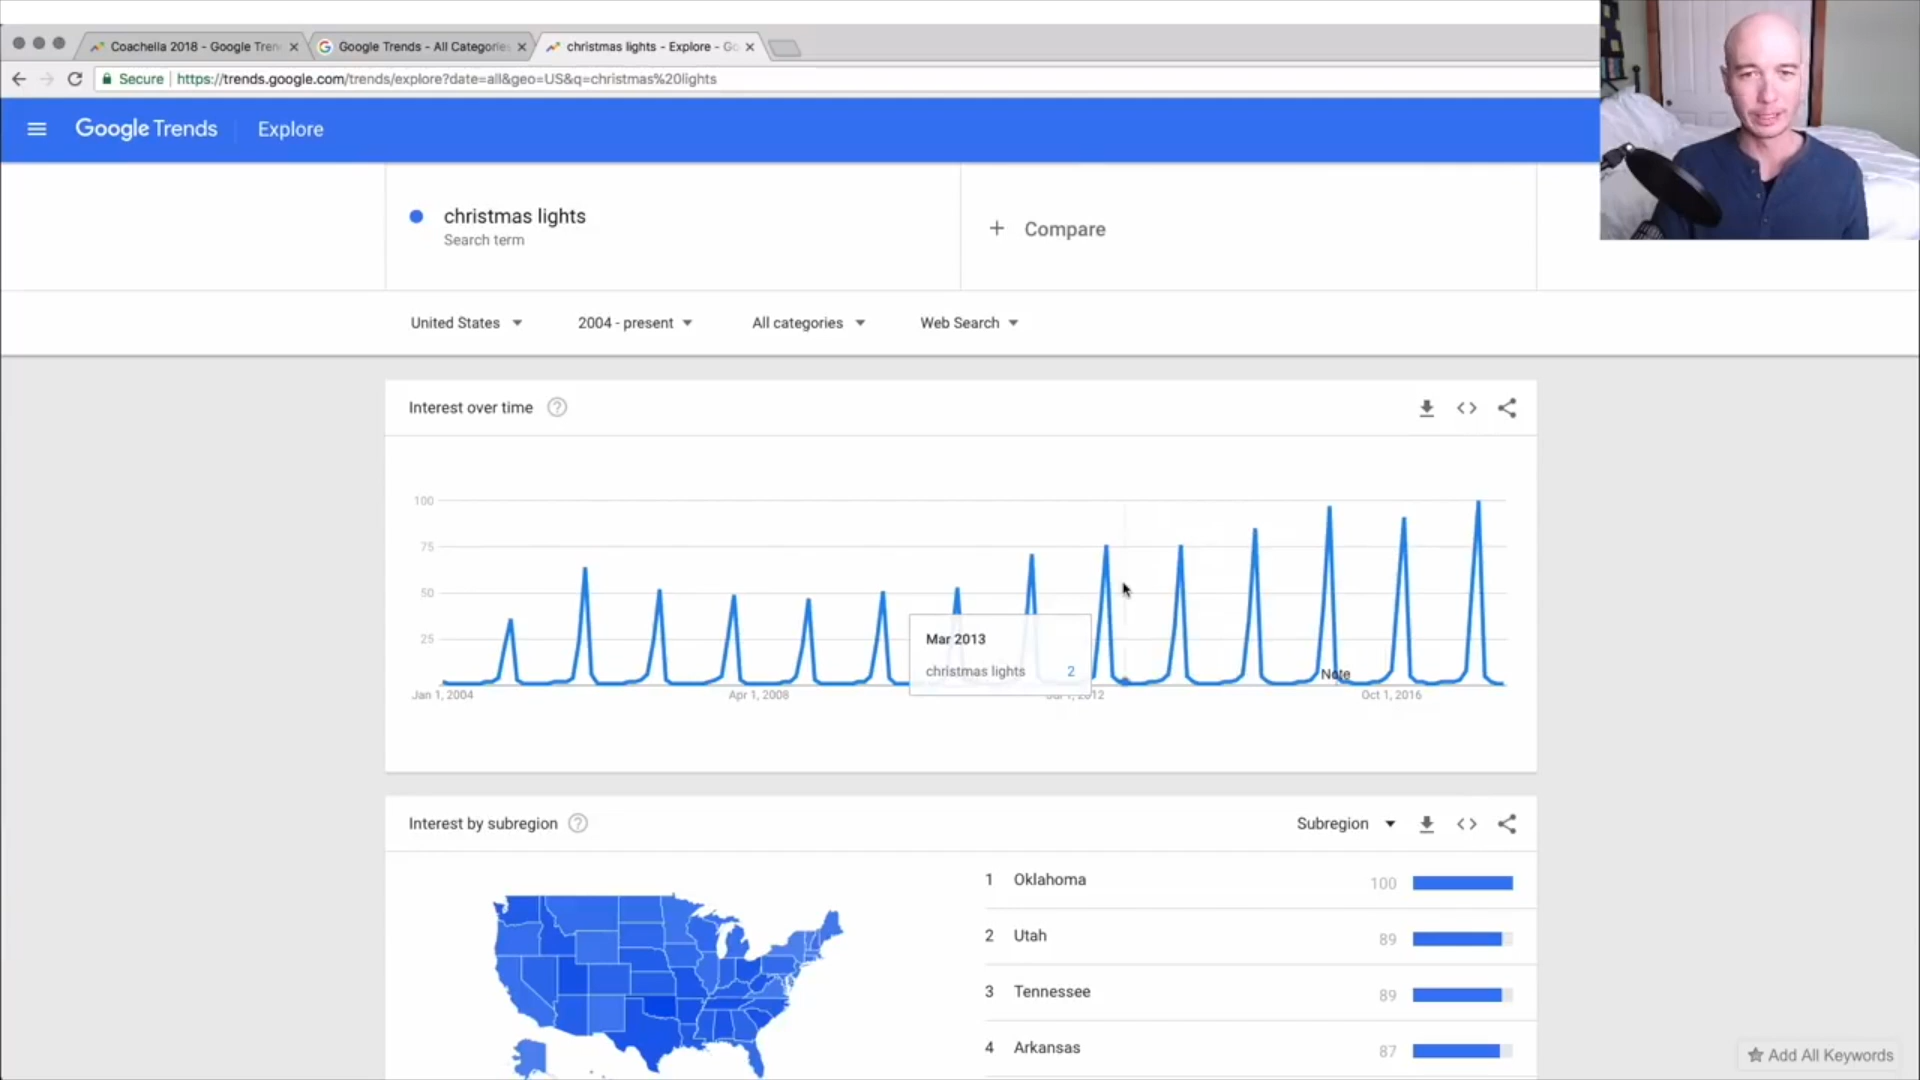 Coachella 2018 - Google Tren
Google Trends - All Categories
christmas lights - Explore - Go
Secure
https://trends.google.com/trends/explore?date=all&geo=US&q=christmas%20lights
Google Trends
Explore
christmas lights
Search term
+ Compare
United States
2004 - present
All categories
Web Search
Interest over time
100
75
50
25
Mar 2013
christmas lights 2
Note
Jan 1, 2004
Apr 1, 2008
Oct 1, 2016
Interest by subregion
Subregion
1 Oklahoma 100
2 Utah 89
3 Tennessee 89
4 Arkansas 87
Add All Keywords